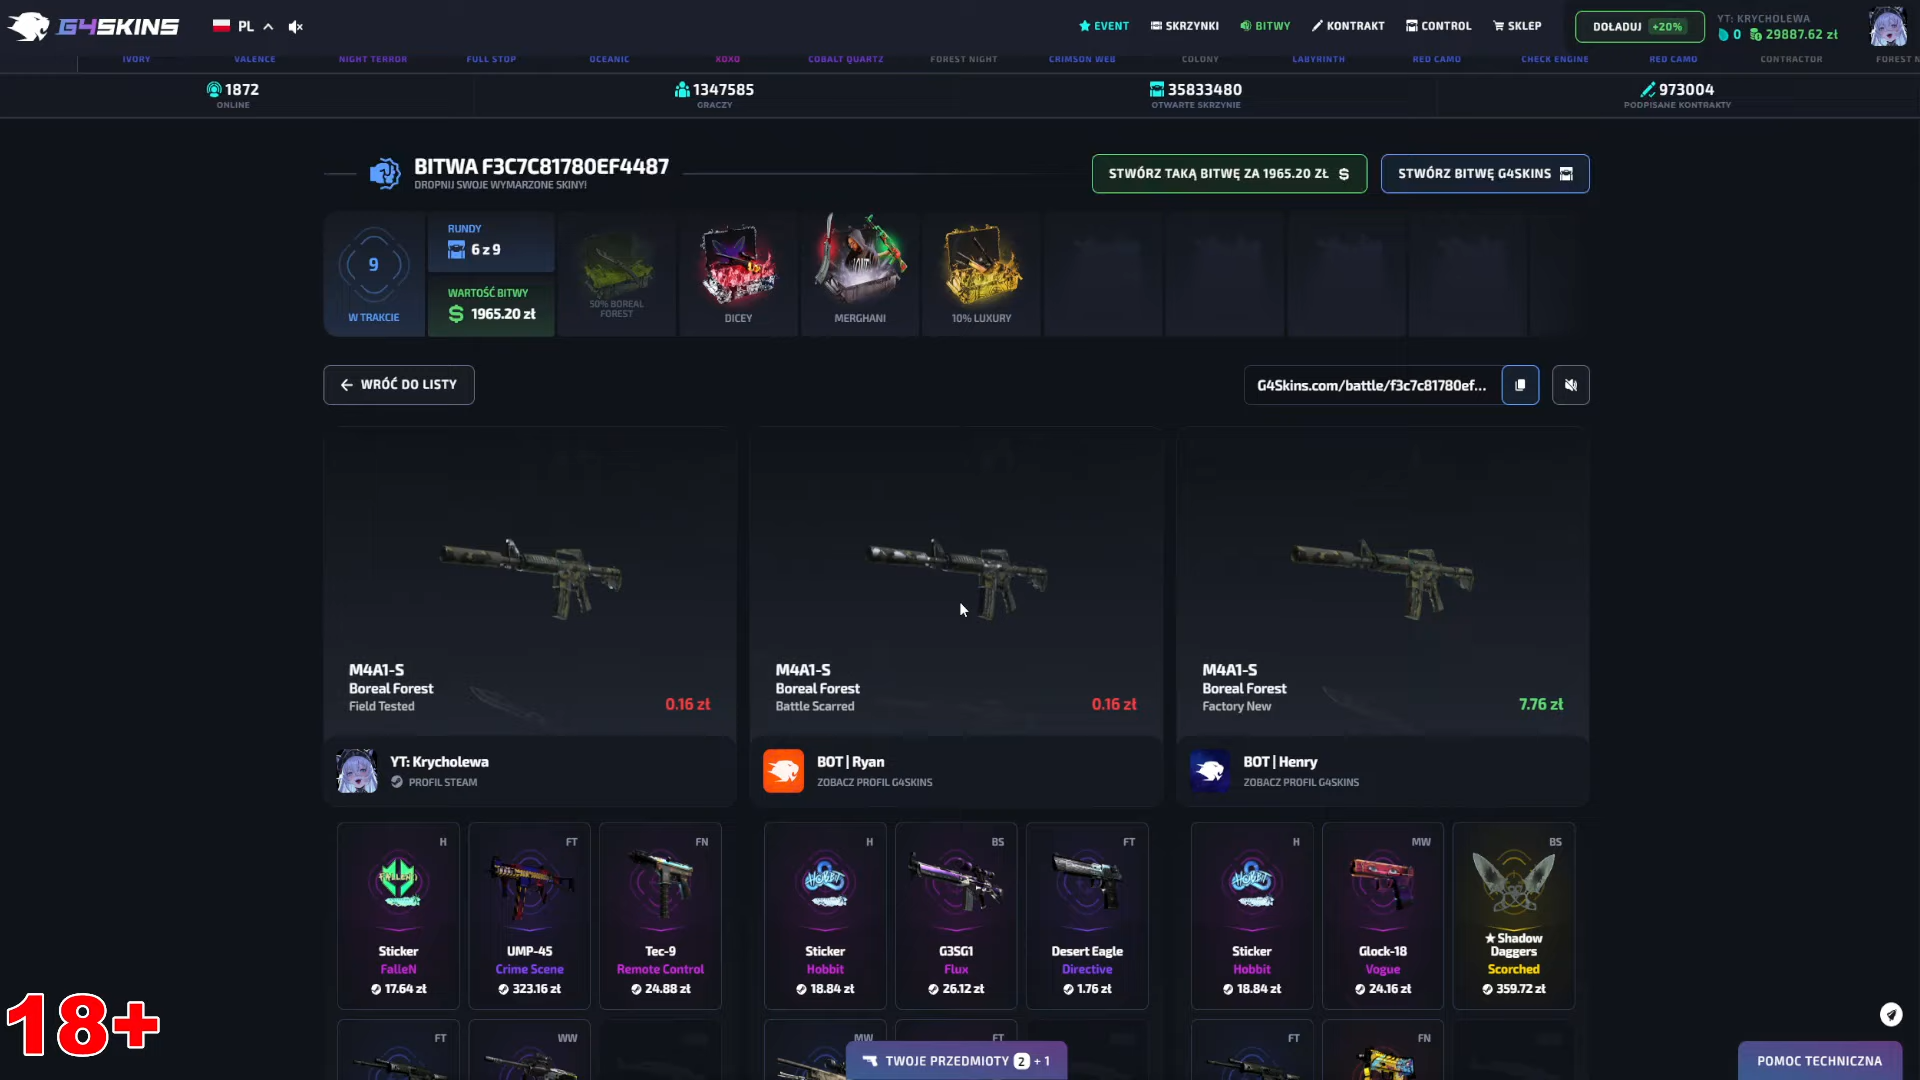 G4SKINS
PL
EVENT
SKRZYNKI
BITWY
KONTRAKT
CONTROL
SKLEP
DOŁADUJ +20%
YT: KRYCHOLEWA
0 29887.62 zł
IVORY
VALENCE
NIGHT TERROR
FULL STOP
OCEANIC
XOXO
COBALT QUARTZ
FOREST NIGHT
CRIMSON WEB
COLONY
LABYRINTH
RED CAMO
CHECK ENGINE
RED CAMO
CONTRACTOR
FOREST N
1872
ONLINE
1347585
GRACZY
35833480
OTWARTE SKRZYNIE
973004
PODPISANE KONTRAKTY
BITWA F3C7C81780EF4487
DROPNIJ SWOJE WYMARZONE SKINY!
STWÓRZ TAKĄ BITWĘ ZA 1965.20 ZŁ $
STWÓRZ BITWĘ G4SKINS
9
W TRAKCIE
RUNDY
6 z 9
WARTOŚĆ BITWY
$ 1965.20 zł
50% BOREAL
FOREST
DICEY
MERGHANI
10% LUXURY
WRÓĆ DO LISTY
G4Skins.com/battle/f3c7c81780ef...
M4A1-S
Boreal Forest
Field Tested
0.16 zł
M4A1-S
Boreal Forest
Battle Scarred
0.16 zł
M4A1-S
Boreal Forest
Factory New
7.76 zł
YT: Krycholewa
PROFIL STEAM
BOT | Ryan
ZOBACZ PROFIL G4SKINS
BOT | Henry
ZOBACZ PROFIL G4SKINS
H
Sticker
FalleN
17.64 zł
FT
UMP-45
Crime Scene
323.16 zł
FN
Tec-9
Remote Control
24.88 zł
H
Sticker
Hobbit
18.84 zł
BS
G3SG1
Flux
26.12 zł
FT
Desert Eagle
Directive
1.76 zł
H
Sticker
Hobbit
18.84 zł
MW
Glock-18
Vogue
24.16 zł
BS
★ Shadow
Daggers
Scorched
359.72 zł
18+
FT
WW
MW
FT
FT
FN
TWOJE PRZEDMIOTY 2 + 1
POMOC TECHNICZNA